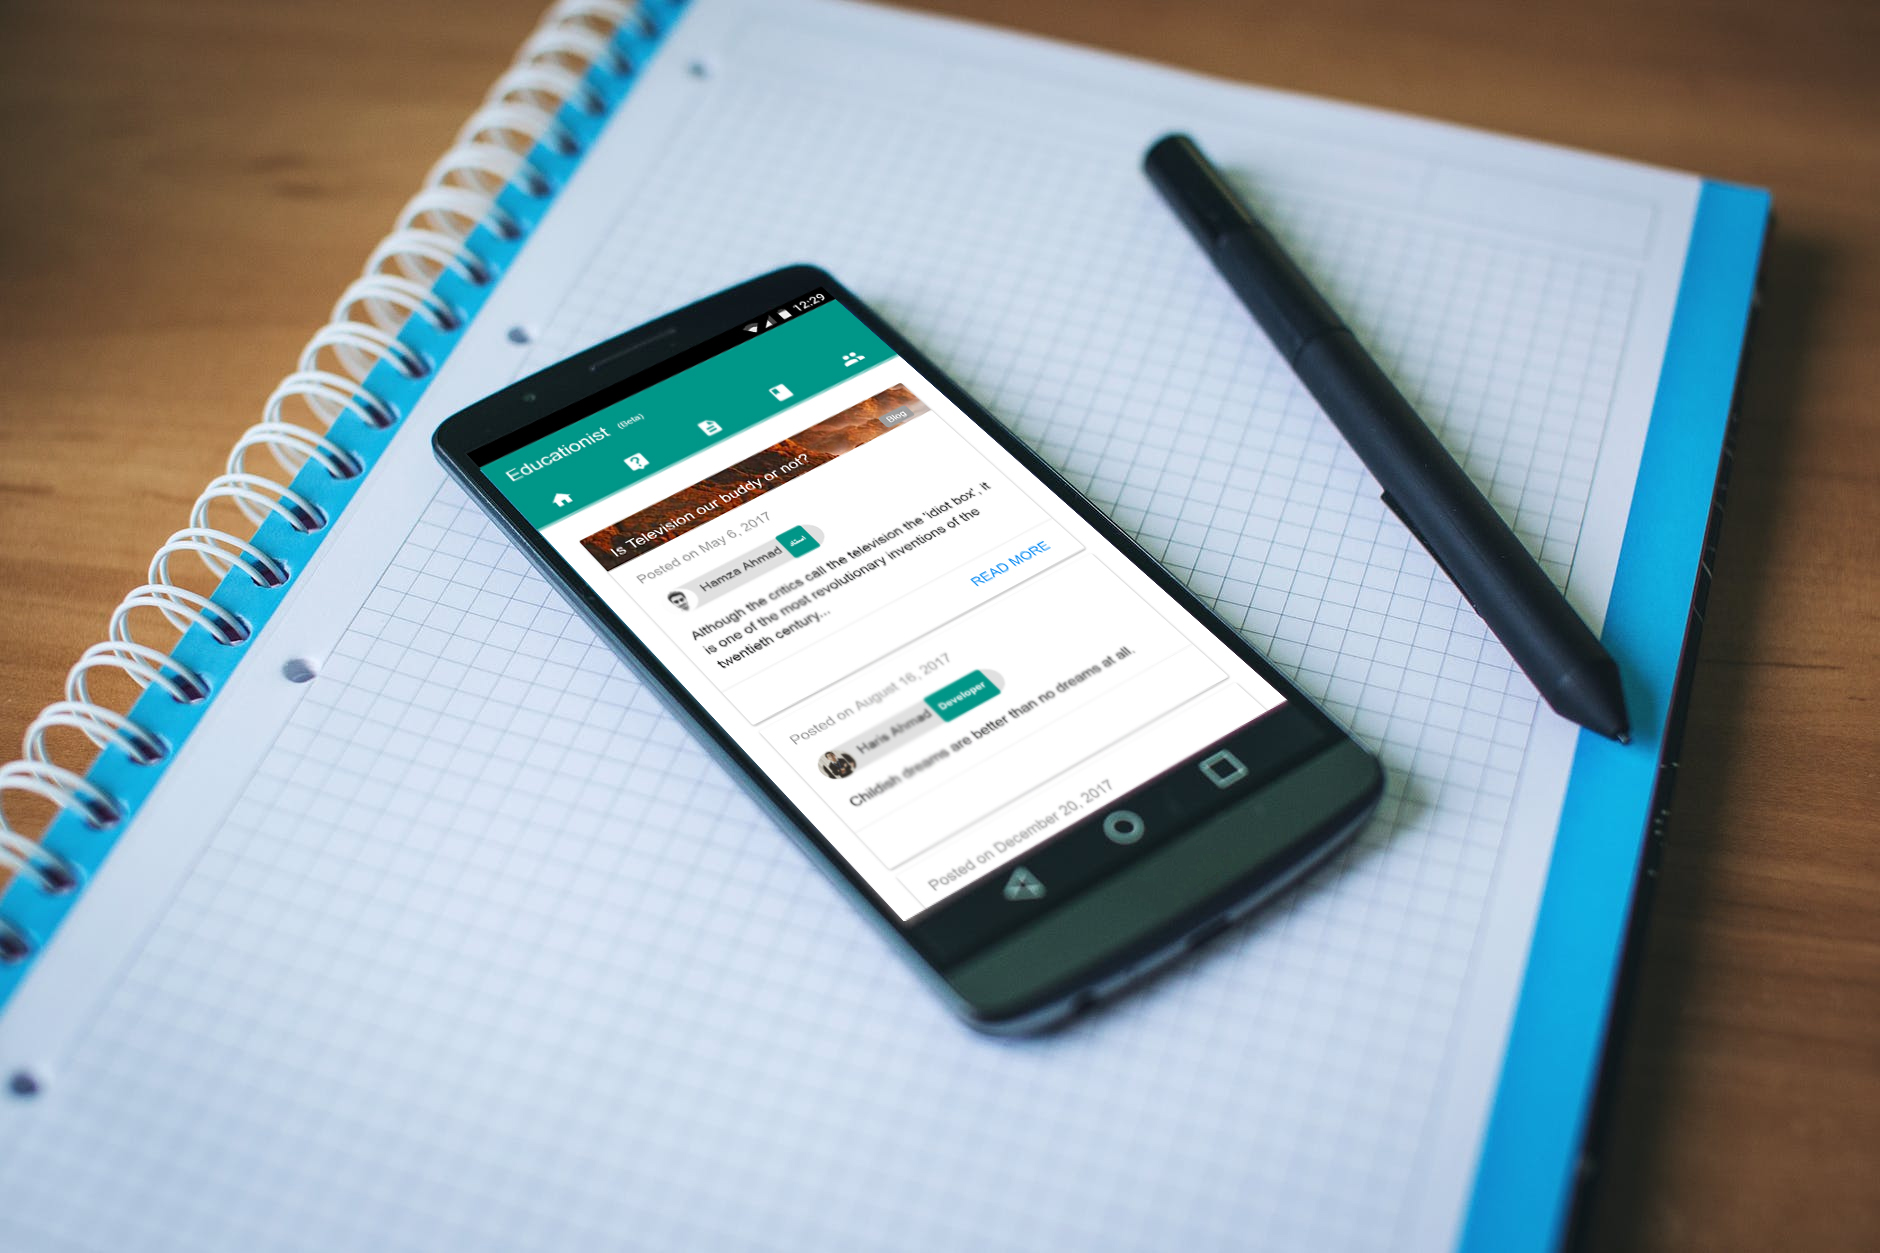 12:29
Educationist (Beta)
Blog
Is Television our buddy or not?
Posted on May 6, 2017
Hamza Ahmad استاد
Although the critics call the television the 'idiot box', it
is one of the most revolutionary inventions of the
twentieth century...
READ MORE
Posted on August 16, 2017
Haris Ahmad Developer
Childish dreams are better than no dreams at all.
Posted on December 20, 2017